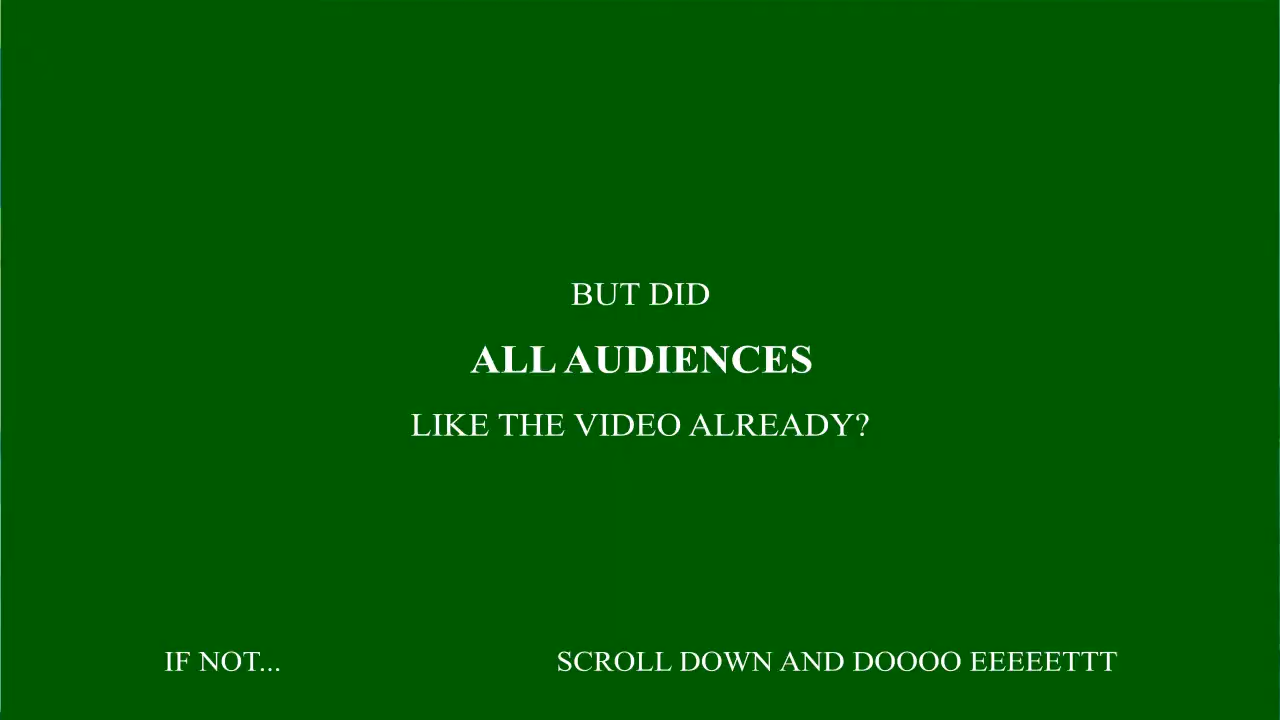 BUT DID
ALL AUDIENCES
LIKE THE VIDEO ALREADY?
IF NOT... SCROLL DOWN AND DOOOO EEEEETTT